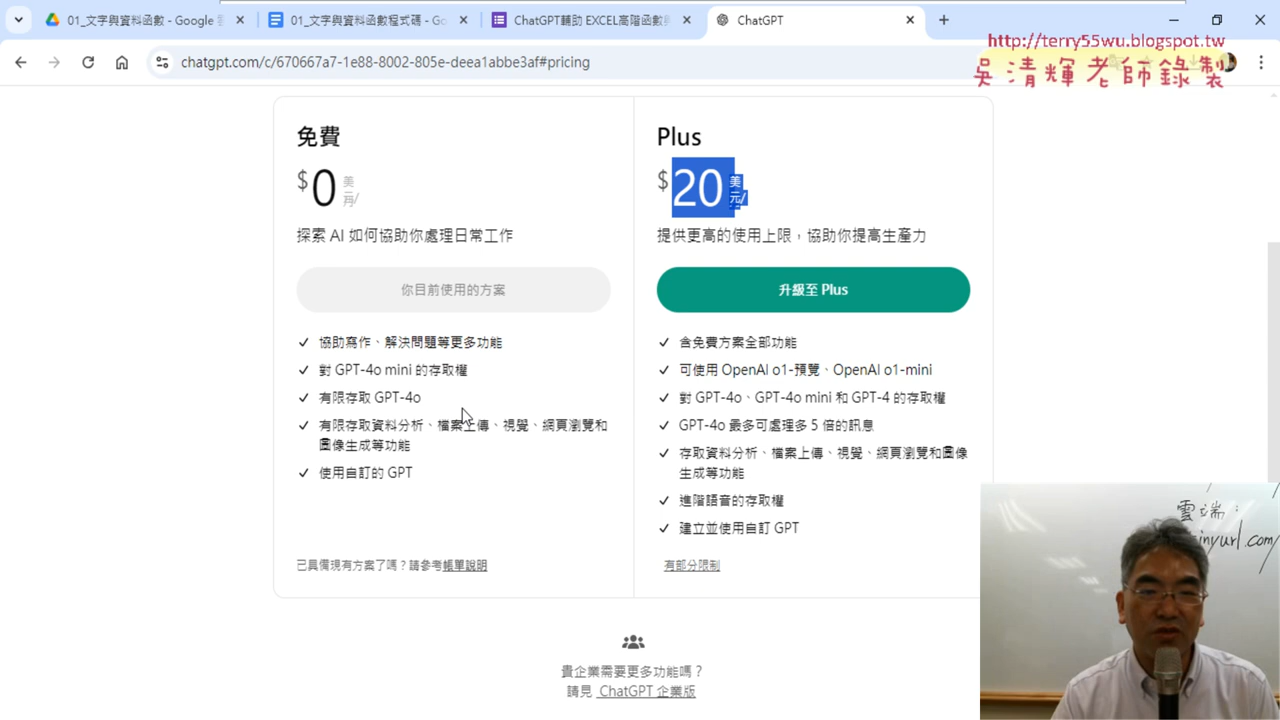 01_文字與資料函數 - Google 雲
01_文字與資料函數程式碼 - Go
ChatGPT輔助 EXCEL高階函數與
ChatGPT
chatgpt.com/c/670667a7-1e88-8002-805e-deea1abbe3af#pricing
http://terry55wu.blogspot.tw
吳清輝老師錄製
免費
$0 美元/月
探索 AI 如何協助你處理日常工作
你目前使用的方案
協助寫作、解決問題等更多功能
對 GPT-4o mini 的存取權
有限存取 GPT-4o
有限存取資料分析、檔案上傳、視覺、網頁瀏覽和
圖像生成等功能
使用自訂的 GPT
已具備現有方案了嗎？請參考帳單說明
Plus
$20 美元/
提供更高的使用上限，協助你提高生產力
升級至 Plus
含免費方案全部功能
可使用 OpenAI o1-預覽、OpenAI o1-mini
對 GPT-4o、GPT-4o mini 和 GPT-4 的存取權
GPT-4o 最多可處理多 5 倍的訊息
存取資料分析、檔案上傳、視覺、網頁瀏覽和圖像
生成等功能
進階語音的存取權
建立並使用自訂 GPT
有部分限制
貴企業需要更多功能嗎？
請見 ChatGPT 企業版
雲端：
inyurl.com/